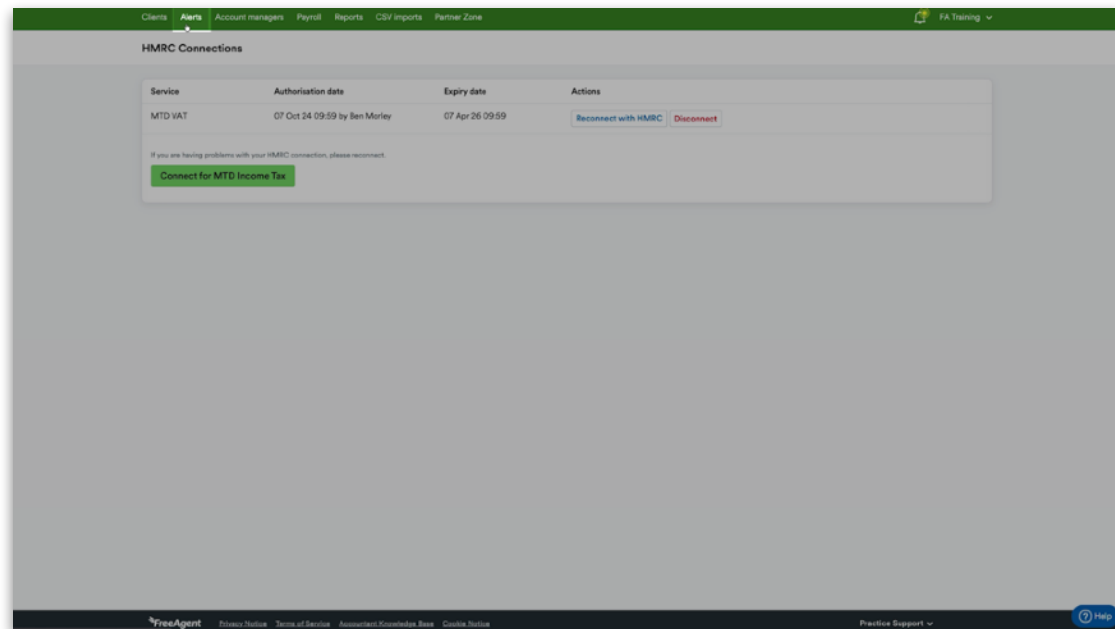 Clients Alerts Account managers Payroll Reports CSV imports Partner Zone FA Training
HMRC Connections
Service Authorisation date Expiry date Actions
MTD VAT 07 Oct 24 09:59 by Ben Morley 07 Apr 26 09:59 Reconnect with HMRC Disconnect
If you are having problems with your HMRC connection, please reconnect.
Connect for MTD Income Tax
FreeAgent Privacy Notice Terms of Service Accountant Knowledge Base Cookie Notice Practice Support
Help